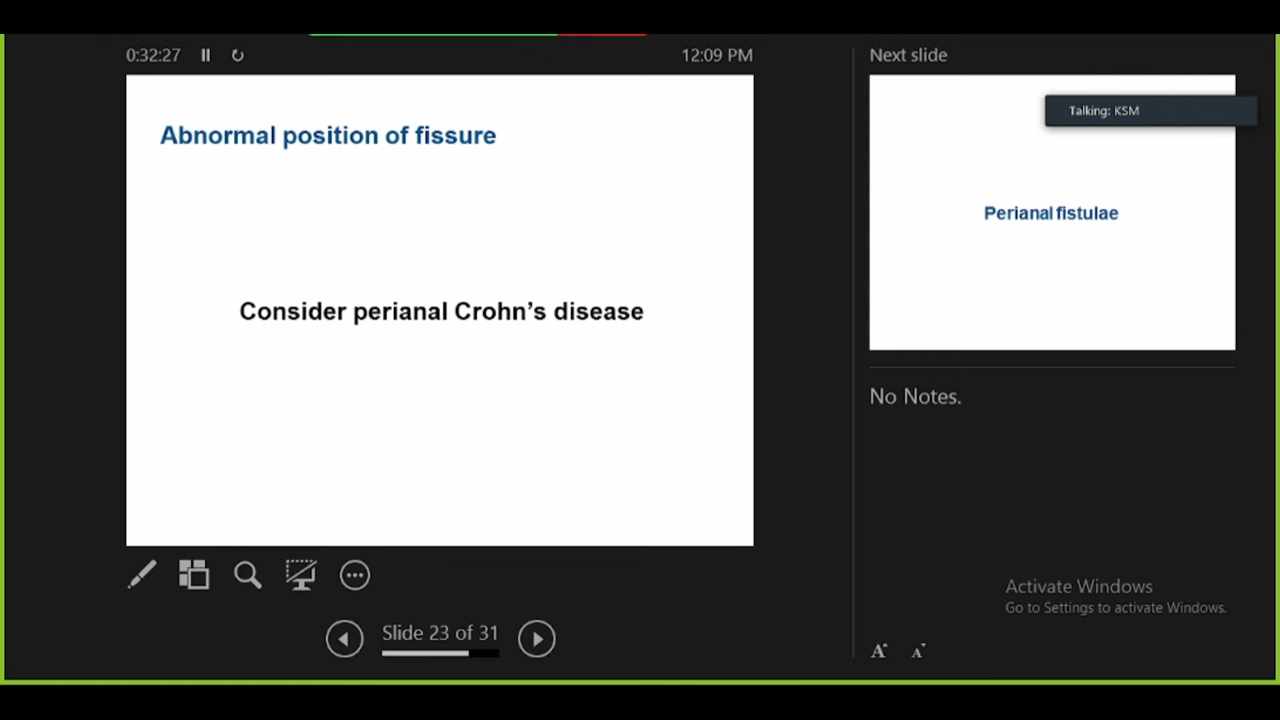 0:32:27
12:09 PM
Next slide
Abnormal position of fissure
Consider perianal Crohn’s disease
Talking: KSM
Perianal fistulae
No Notes.
Activate Windows
Go to Settings to activate Windows.
Slide 23 of 31
A A